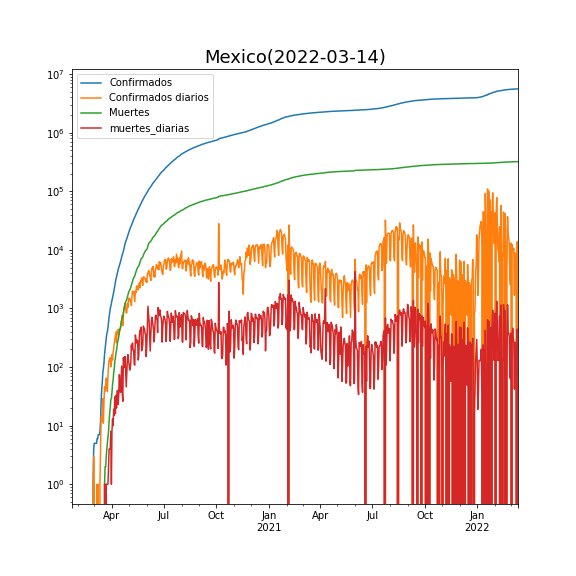 Mexico(2022-03-14)
Confirmados
Confirmados diarios
Muertes
muertes_diarias
10⁷
10⁶
10⁵
10⁴
10³
10²
10¹
10⁰
Apr Jul Oct Jan Apr Jul Oct Jan
2021 2022